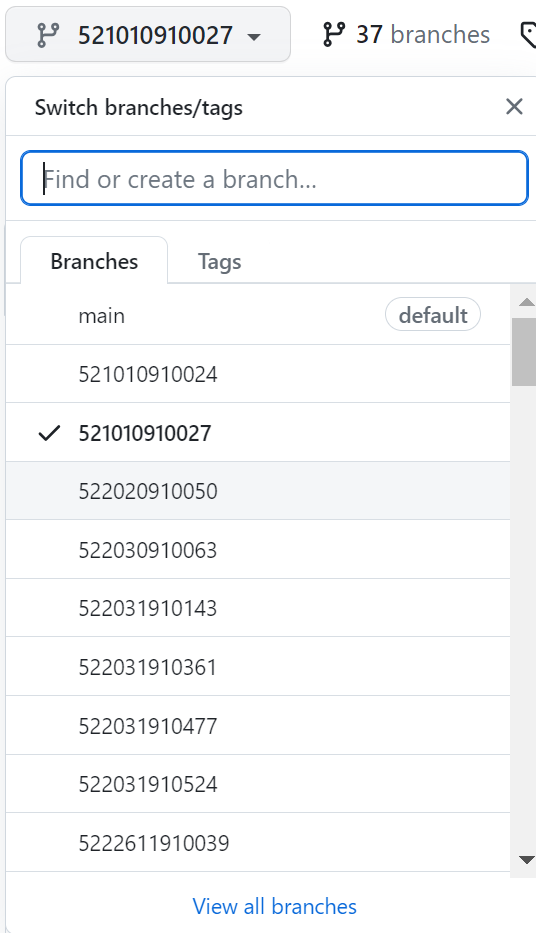 521010910027 37 branches
Switch branches/tags
Find or create a branch...
Branches Tags
main default
521010910024
521010910027
522020910050
522030910063
522031910143
522031910361
522031910477
522031910524
5222611910039
View all branches